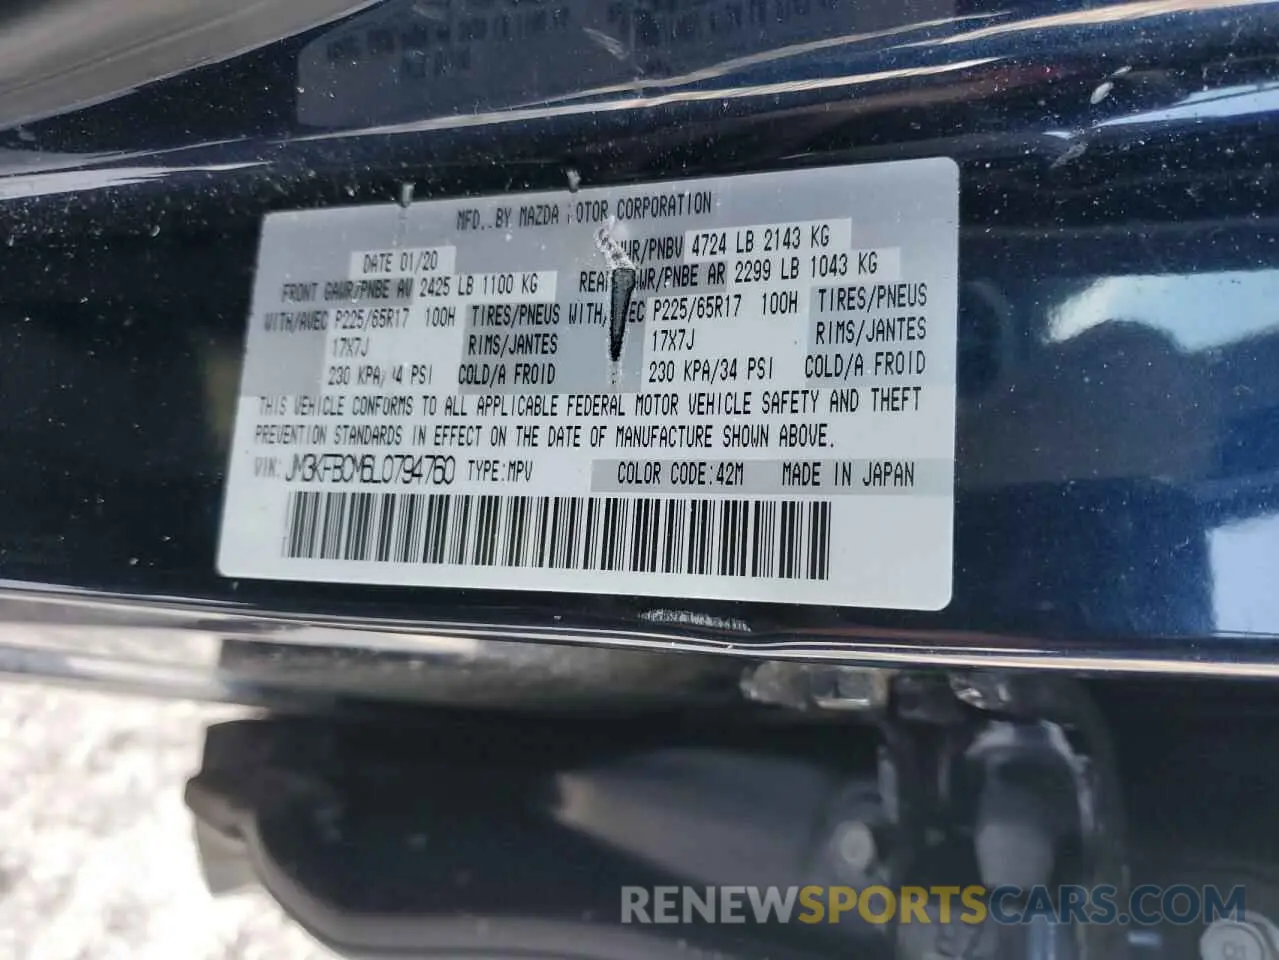 MFD. BY MAZDA OTOR CORPORATION
DATE 01/20 WR/PNBV 4724 LB 2143 KG
FRONT GAWR/PNBE AV 2425 LB 1100 KG REA WR/PNBE AR 2299 LB 1043 KG
WITH/AVEC P225/65R17 100H TIRES/PNEUS WITH/ VEC P225/65R17 100H TIRES/PNEUS
17X7J RIMS/JANTES 17X7J RIMS/JANTES
230 KPA/ 4 PSI COLD/A FROID 230 KPA/34 PSI COLD/A FROID
THIS VEHICLE CONFORMS TO ALL APPLICABLE FEDERAL MOTOR VEHICLE SAFETY AND THEFT
PREVENTION STANDARDS IN EFFECT ON THE DATE OF MANUFACTURE SHOWN ABOVE.
VIN: JM3KFBCM6L0794760 TYPE:MPV COLOR CODE:42M MADE IN JAPAN
RENEWSPORTSCARS.COM